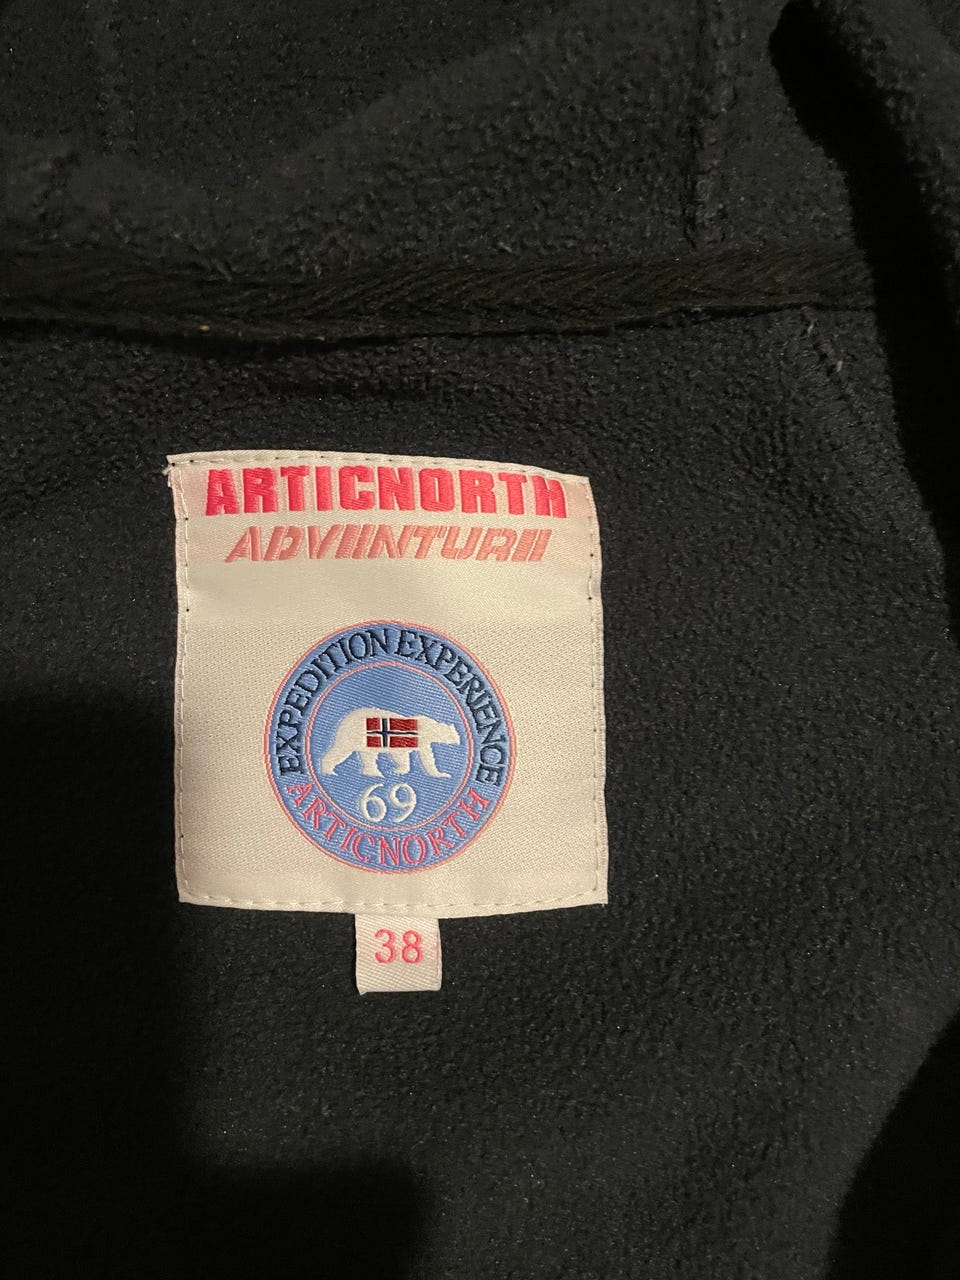 ARTICNORTH
ADVENTURE
EXPEDITION EXPERIENCE
69
ARTICNORTH
38